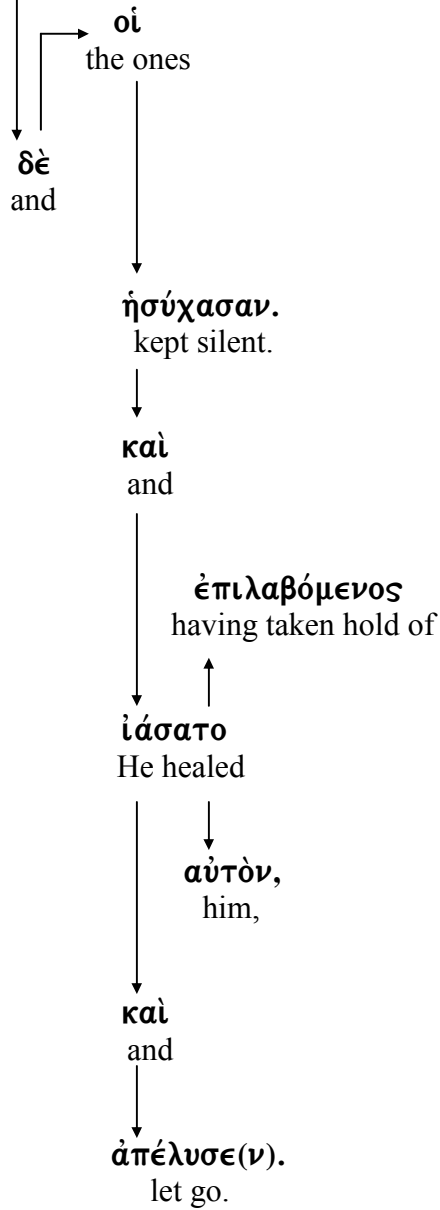 οἱ
the ones
δὲ
and
ἡσύχασαν.
kept silent.
καὶ
and
ἐπιλαβόμενος
having taken hold of
ἰάσατο
He healed
αὐτὸν,
him,
καὶ
and
ἀπέλυσε(ν).
let go.